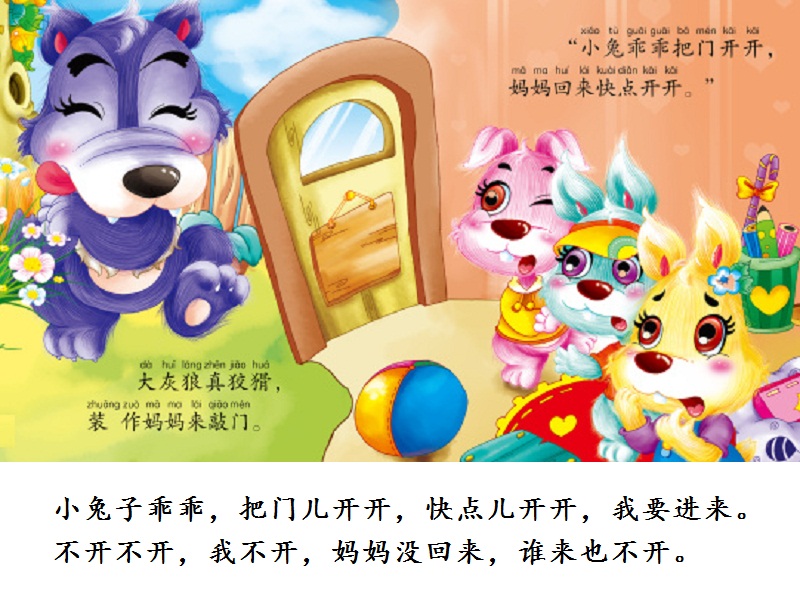 xiǎo tù guāi guāi bǎ mén kāi kāi
“小兔乖乖把门开开，
mā ma huí lái kuài diǎn kāi kāi
妈妈回来快点开开。”
dà huī láng zhēn jiǎo huá
大灰狼真狡猾，
zhuāng zuò mā ma lái qiāo mén
装 作妈妈来敲门。
小兔子乖乖，把门儿开开，快点儿开开，我要进来。
不开不开，我不开，妈妈没回来，谁来也不开。